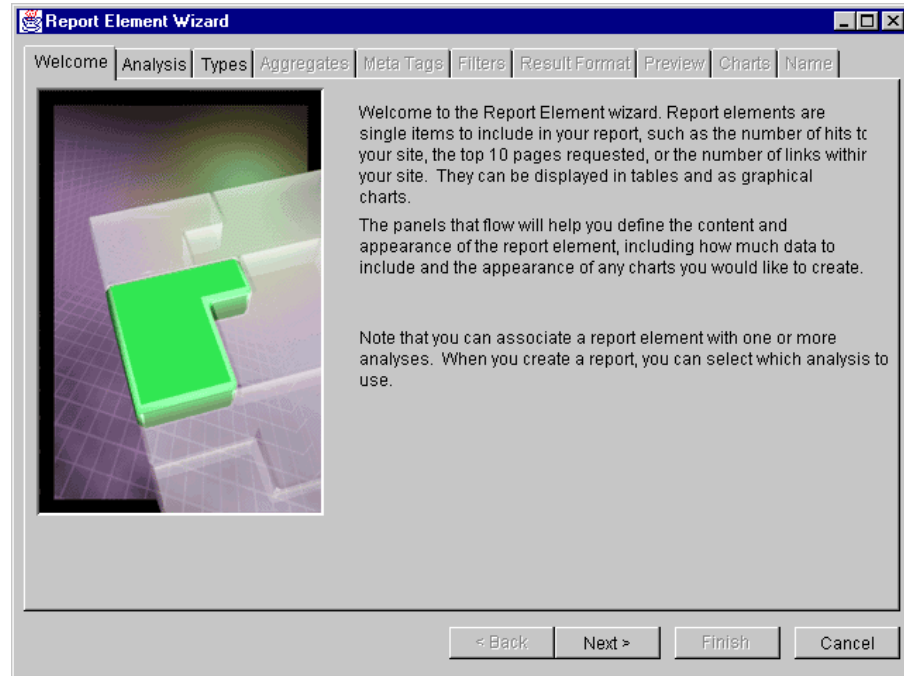 Report Element Wizard
Welcome Analysis Types Aggregates Meta Tags Filters Result Format Preview Charts Name
Welcome to the Report Element wizard. Report elements are
single items to include in your report, such as the number of hits to
your site, the top 10 pages requested, or the number of links within
your site. They can be displayed in tables and as graphical
charts.
The panels that flow will help you define the content and
appearance of the report element, including how much data to
include and the appearance of any charts you would like to create.
Note that you can associate a report element with one or more
analyses. When you create a report, you can select which analysis to
use.
< Back Next > Finish Cancel